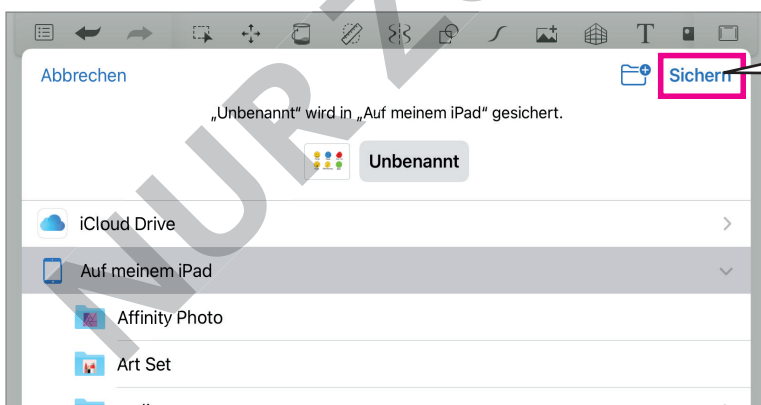 T
Abbrechen
Sichern
„Unbenannt" wird in „Auf meinem iPad" gesichert.
Unbenannt
iCloud Drive
Auf meinem iPad
Affinity Photo
Art Set
NUR Z